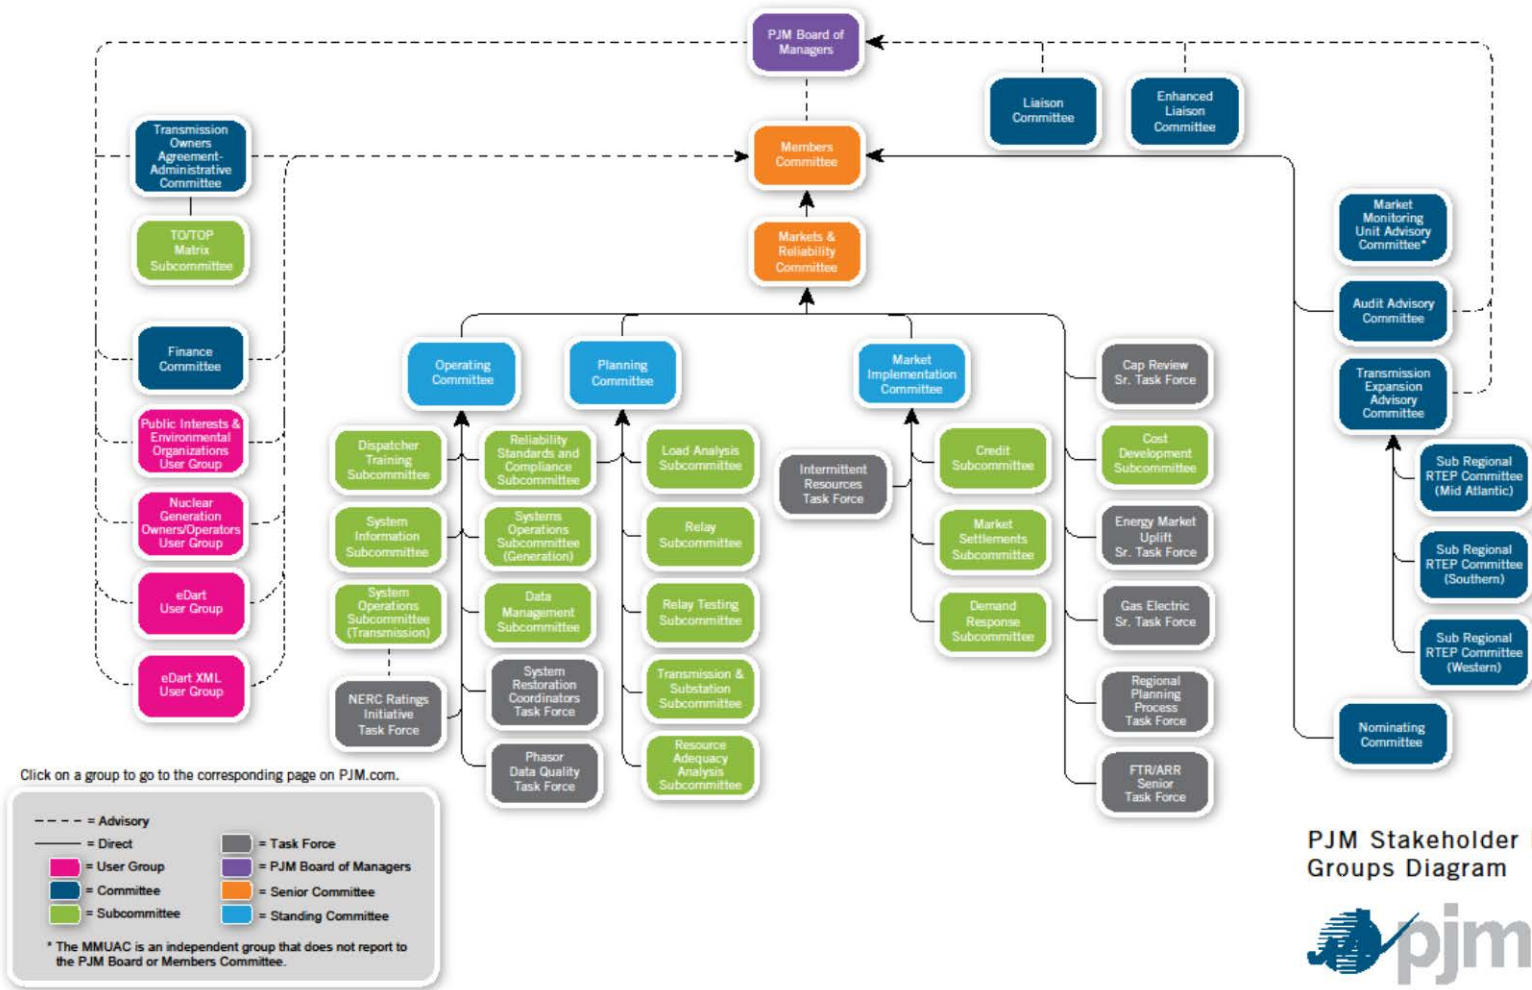 PJM Board of
Managers
Liaison
Committee
Enhanced
Liaison
Committee
Transmission
Owners
Agreement-
Administrative
Committee
Members
Committee
TO/TOP
Matrix
Subcommittee
Markets &
Reliability
Committee
Market
Monitoring
Unit Advisory
Committee*
Audit Advisory
Committee
Finance
Committee
Operating
Committee
Planning
Committee
Market
Implementation
Committee
Cap Review
Sr. Task Force
Transmission
Expansion
Advisory
Committee
Public Interests &
Environmental
Organizations
User Group
Dispatcher
Training
Subcommittee
Reliability
Standards and
Compliance
Subcommittee
Load Analysis
Subcommittee
Intermittent
Resources
Task Force
Credit
Subcommittee
Cost
Development
Subcommittee
Sub Regional
RTEP Committee
(Mid Atlantic)
Nuclear
Generation
Owners/Operators
User Group
System
Information
Subcommittee
Systems
Operations
Subcommittee
(Generation)
Relay
Subcommittee
Market
Settlements
Subcommittee
Energy Market
Uplift
Sr. Task Force
Sub Regional
RTEP Committee
(Southern)
eDart
User Group
System
Operations
Subcommittee
(Transmission)
Data
Management
Subcommittee
Relay Testing
Subcommittee
Demand
Response
Subcommittee
Gas Electric
Sr. Task Force
Sub Regional
RTEP Committee
(Western)
eDart XML
User Group
NERC Ratings
Initiative
Task Force
System
Restoration
Coordinators
Task Force
Transmission &
Substation
Subcommittee
Regional
Planning
Process
Task Force
Nominating
Committee
Phasor
Data Quality
Task Force
Resource
Adequacy
Analysis
Subcommittee
FTR/ARR
Senior
Task Force
Click on a group to go to the corresponding page on PJM.com.
= Advisory
= Direct
= User Group
= Committee
= Subcommittee
= Task Force
= PJM Board of Managers
= Senior Committee
= Standing Committee
* The MMUAC is an independent group that does not report to
the PJM Board or Members Committee.
PJM Stakeholder
Groups Diagram
pjm